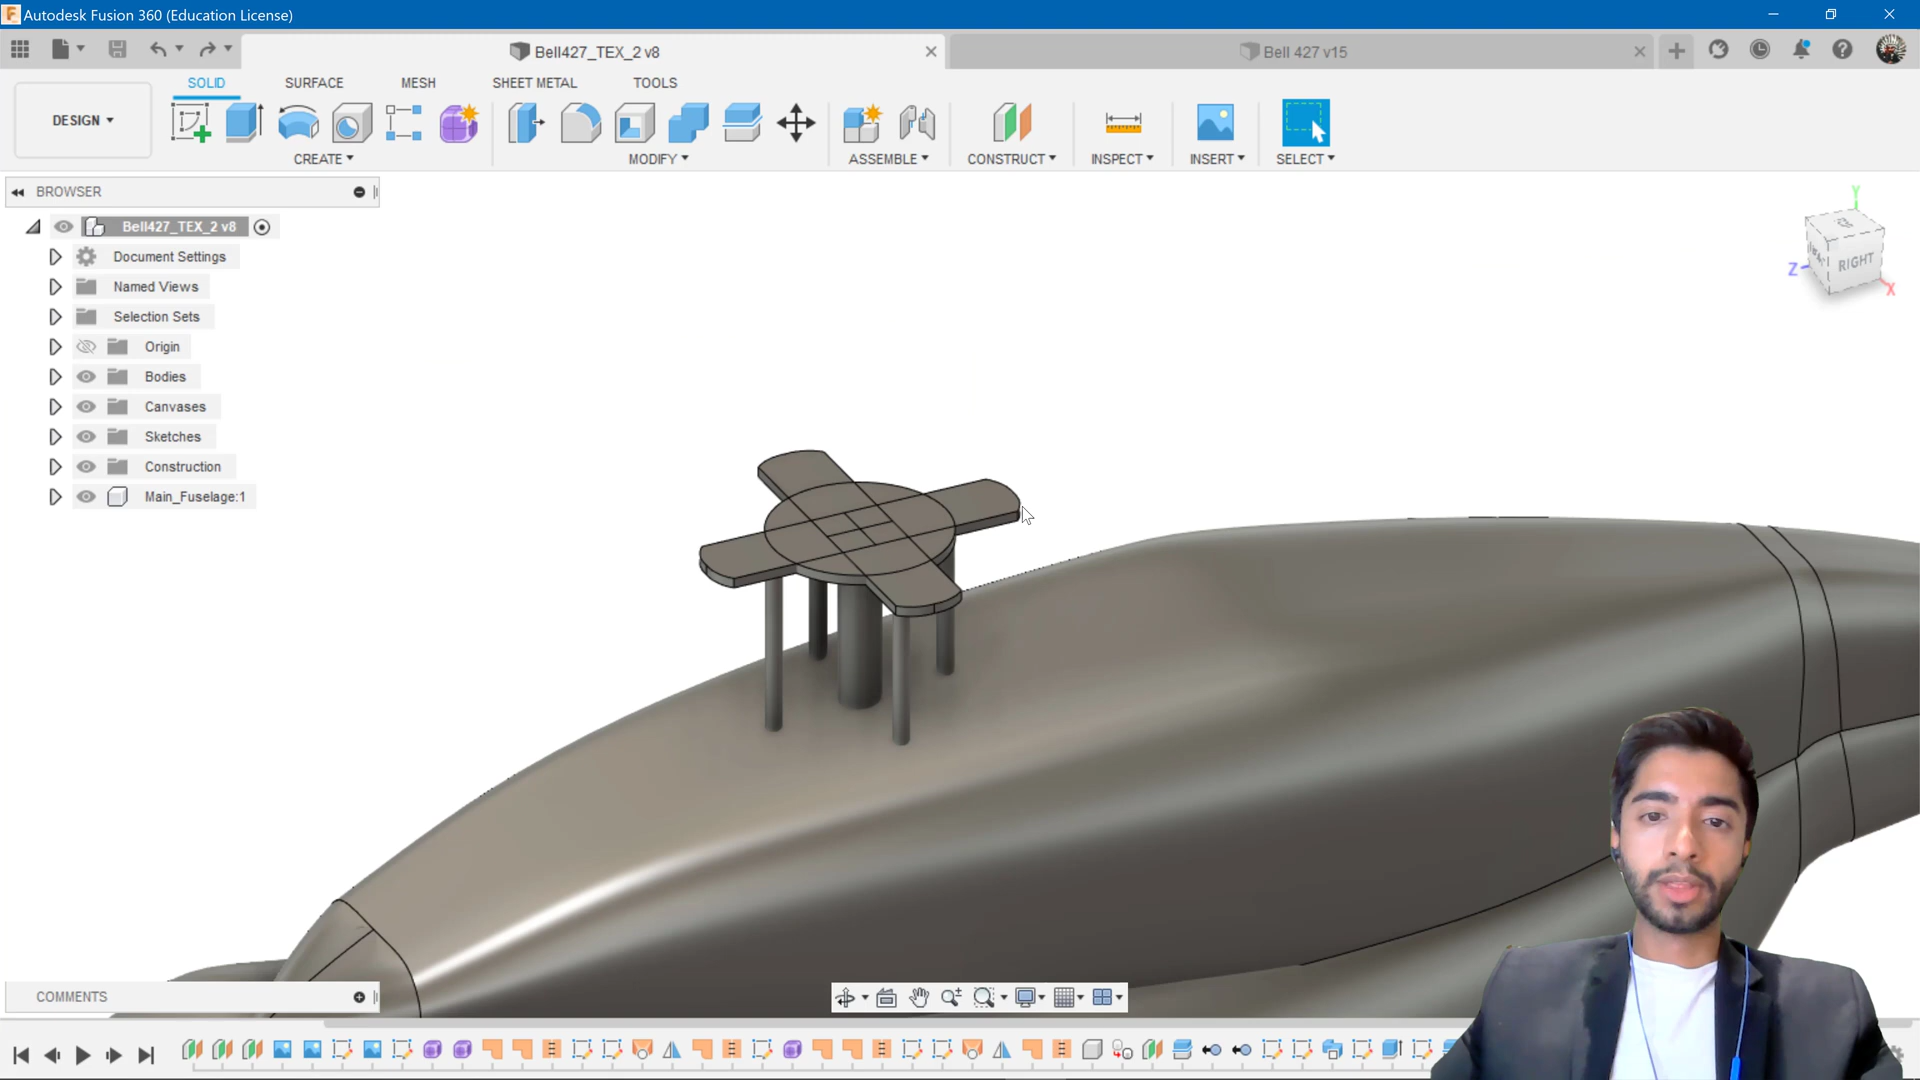 Autodesk Fusion 360 (Education License)
Bell427_TEX_2 v8
Bell 427 v15
SOLID SURFACE MESH SHEET METAL TOOLS
DESIGN
CREATE MODIFY ASSEMBLE CONSTRUCT INSPECT INSERT SELECT
BROWSER
Bell427_TEX_2 v8
Document Settings
Named Views
Selection Sets
Origin
Bodies
Canvases
Sketches
Construction
Main_Fuselage:1
Y
RIGHT
Z
X
COMMENTS